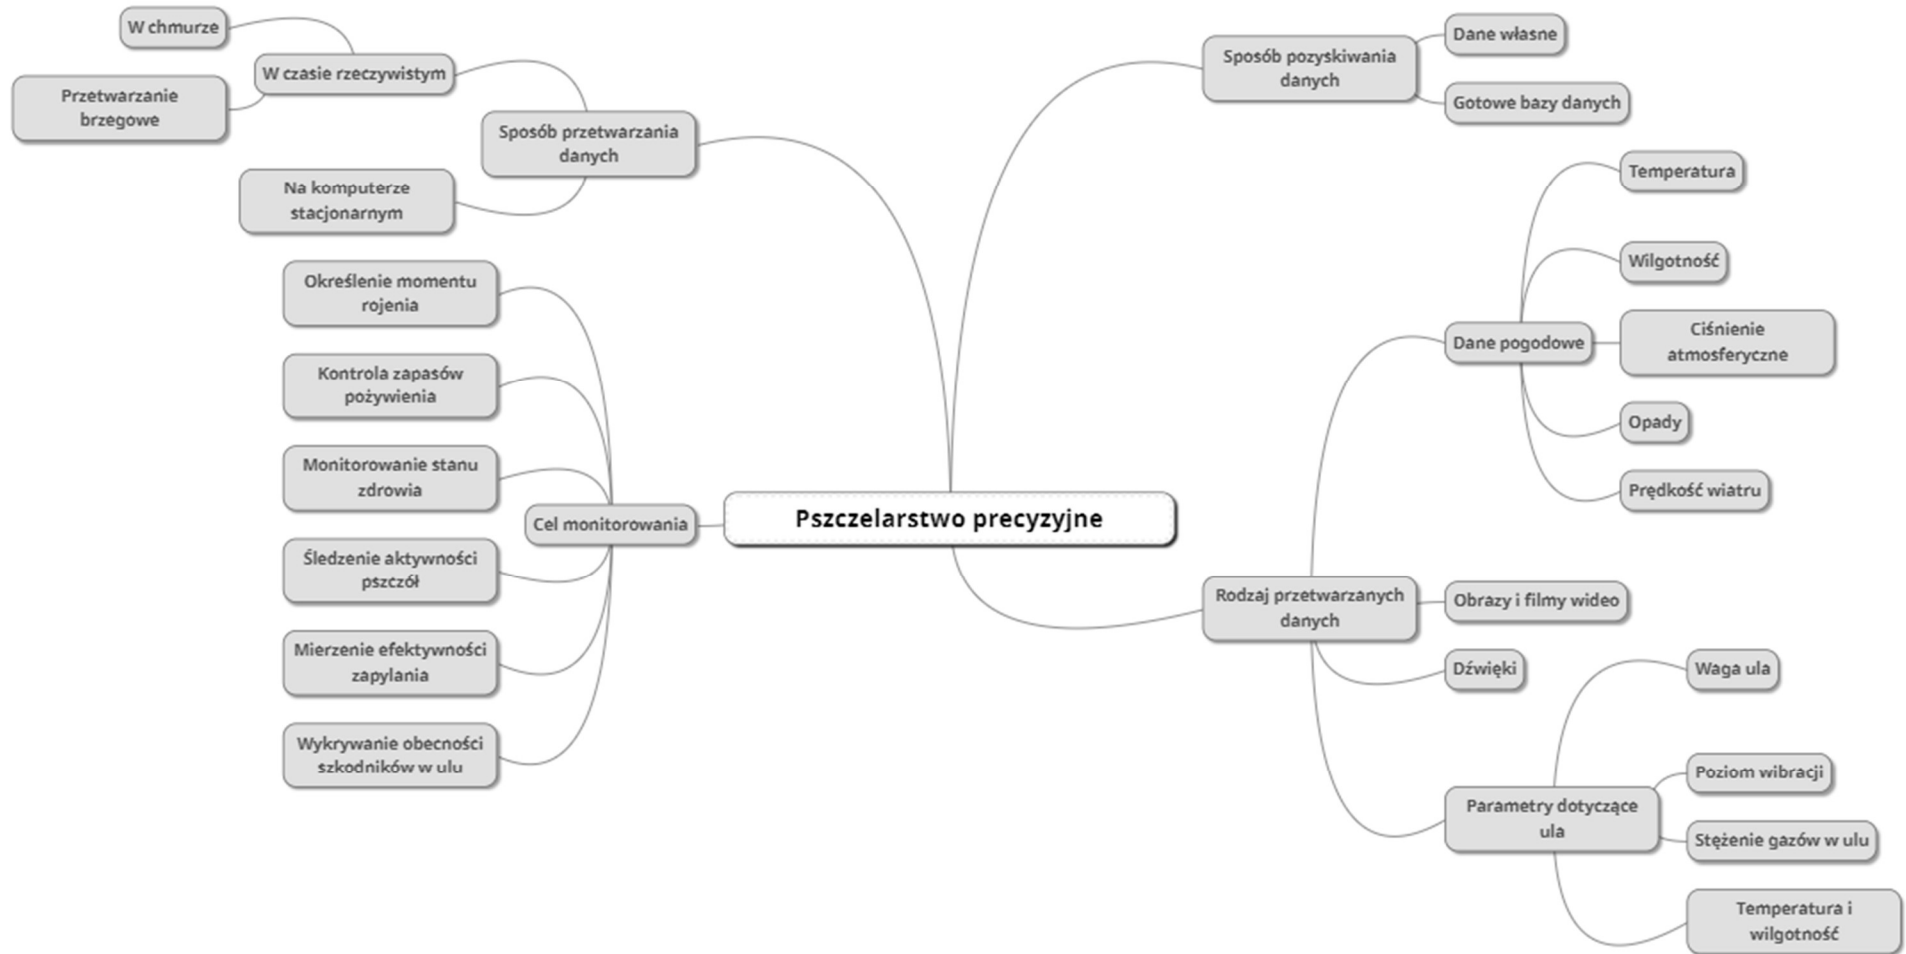 W chmurze
W czasie rzeczywistym
Przetwarzanie
brzegowe
Sposób przetwarzania
danych
Na komputerze
stacjonarnym
Określenie momentu
rojenia
Kontrola zapasów
pożywienia
Monitorowanie stanu
zdrowia
Cel monitorowania
Śledzenie aktywności
pszczół
Mierzenie efektywności
zapylania
Wykrywanie obecności
szkodników w ulu
Pszczelarstwo precyzyjne
Sposób pozyskiwania
danych
Dane własne
Gotowe bazy danych
Temperatura
Wilgotność
Dane pogodowe
Ciśnienie
atmosferyczne
Opady
Prędkość wiatru
Rodzaj przetwarzanych
danych
Obrazy i filmy wideo
Dźwięki
Waga ula
Poziom wibracji
Parametry dotyczące
ula
Stężenie gazów w ulu
Temperatura i
wilgotność